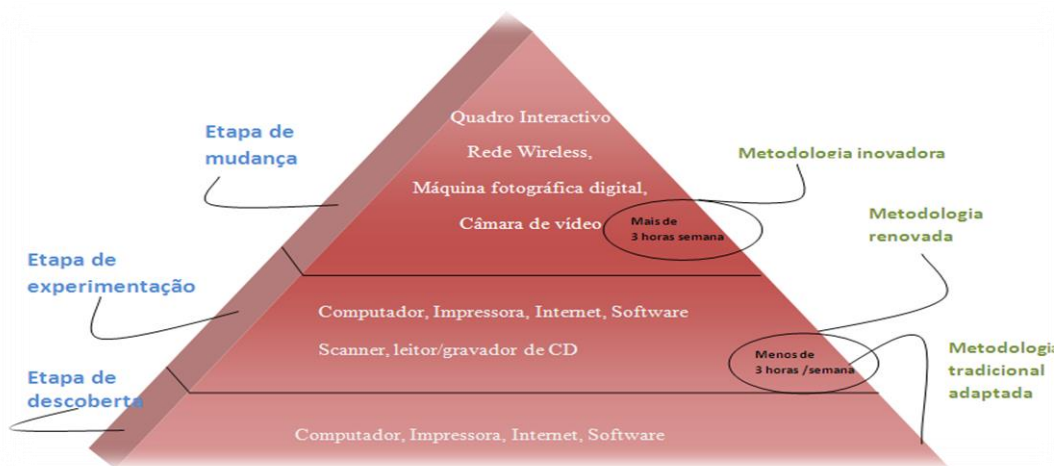 Quadro Interactivo
Rede Wireless,
Máquina fotográfica digital,
Câmara de vídeo
Mais de
3 horas semana
Etapa de
mudança
Metodologia inovadora
Metodologia
renovada
Etapa de
experimentação
Computador, Impressora, Internet, Software
Scanner, leitor/gravador de CD
Menos de
3 horas /semana
Metodologia
tradicional
adaptada
Etapa de
descoberta
Computador, Impressora, Internet, Software